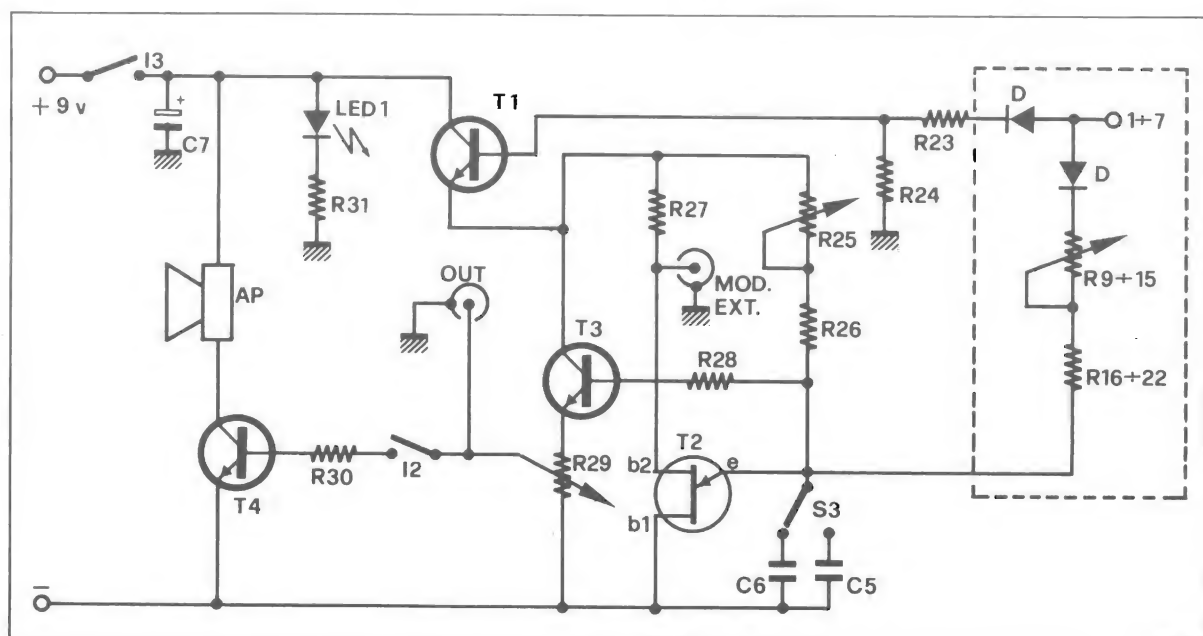 I3
+ 9 v
+
C7
LED 1
R31
T1
D
1÷7
R23
D
R24
R27
R25
R9÷15
AP
OUT
MOD.
EXT.
R26
T3
R28
R16÷22
T2
b2
e
R29
R30
I2
T4
b1
S3
C6
C5
−